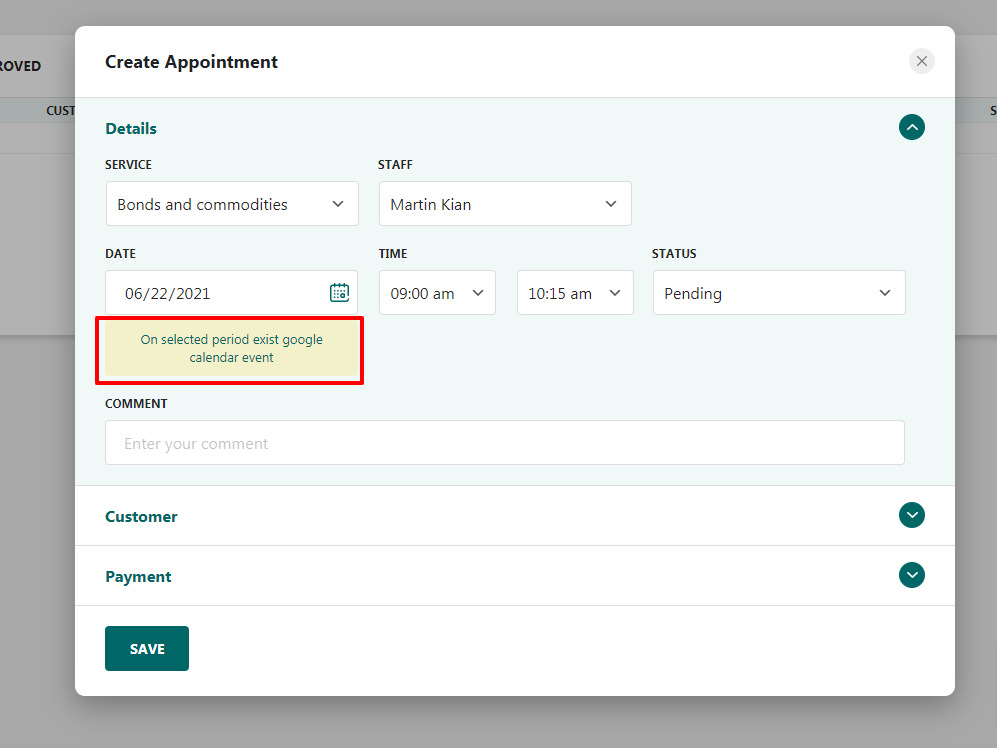 Create Appointment
ROVED
CUST
S
Details
SERVICE
STAFF
Bonds and commodities
Martin Kian
DATE
TIME
STATUS
06/22/2021
09:00 am
10:15 am
Pending
On selected period exist google
calendar event
COMMENT
Enter your comment
Customer
Payment
SAVE